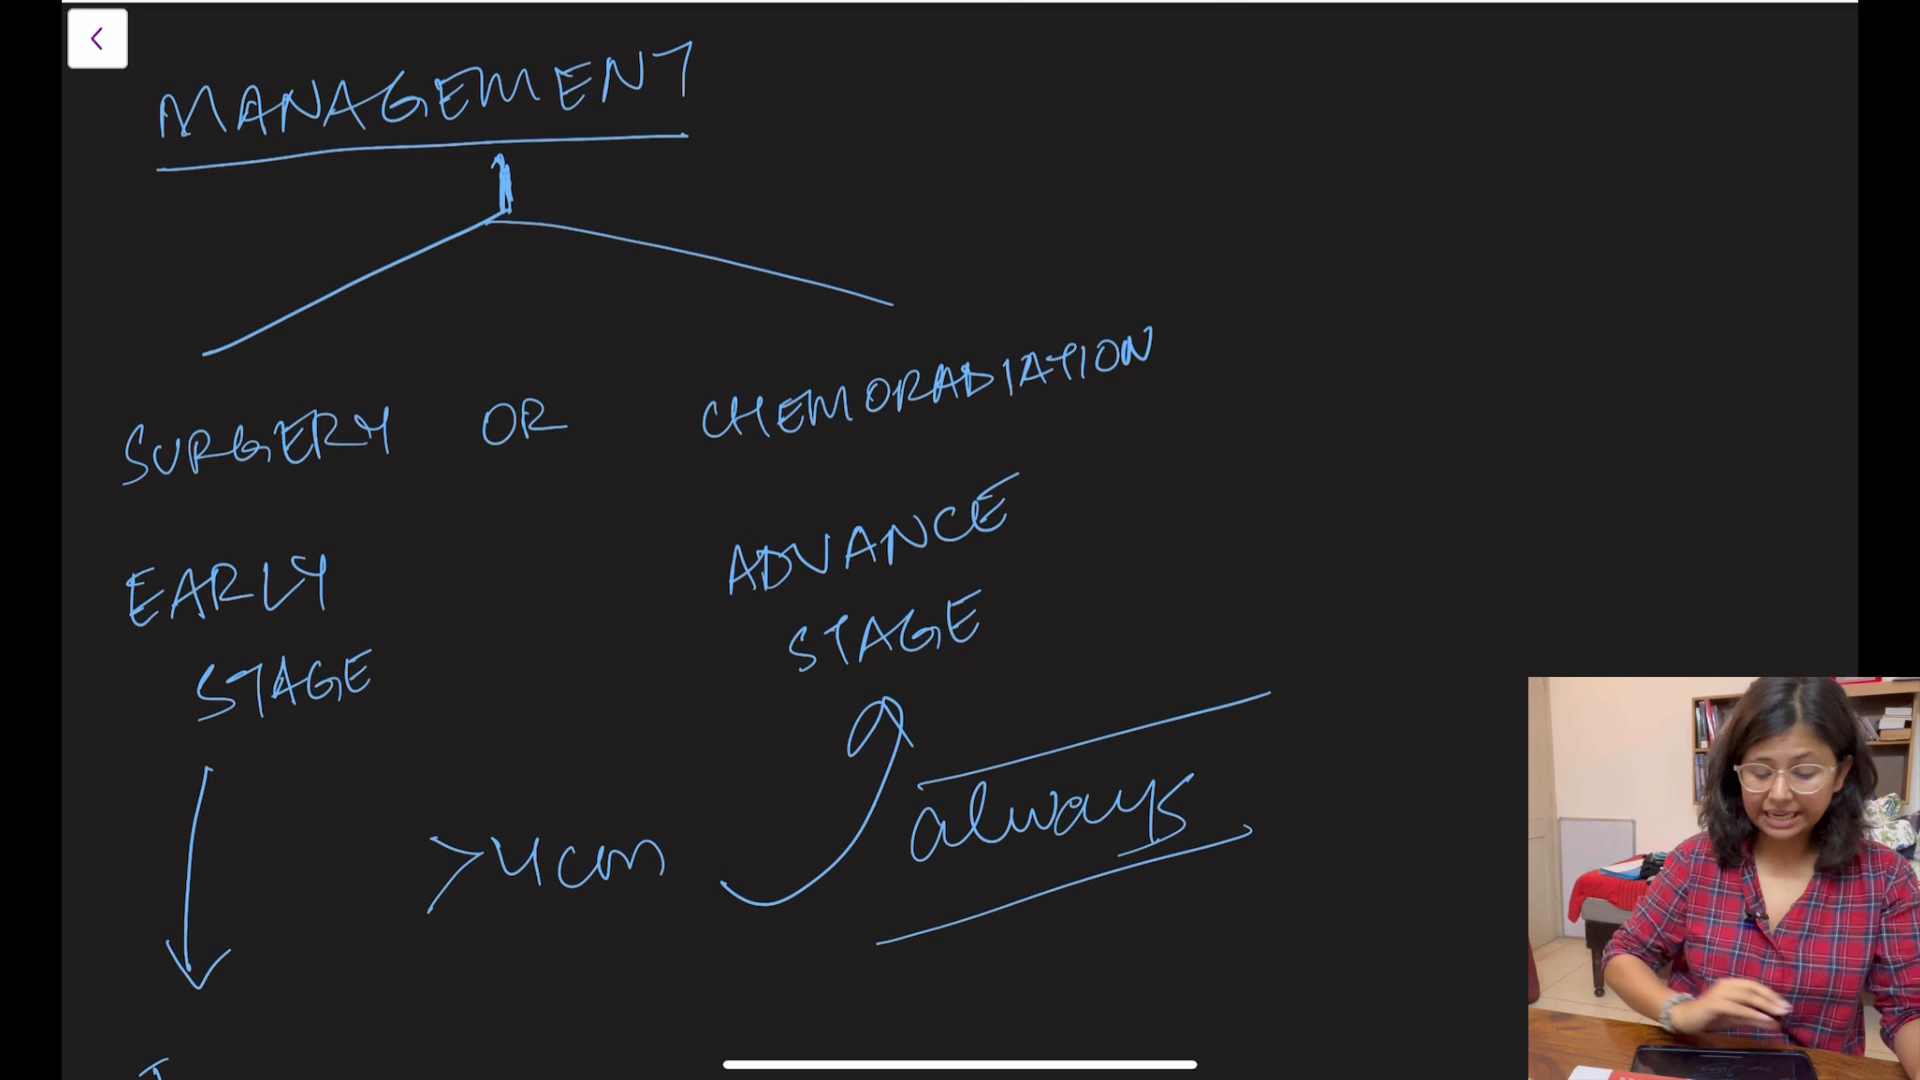 MANAGEMENT
SURGERY OR CHEMORADIATION
EARLY STAGE
ADVANCE STAGE
>4cm
always
I